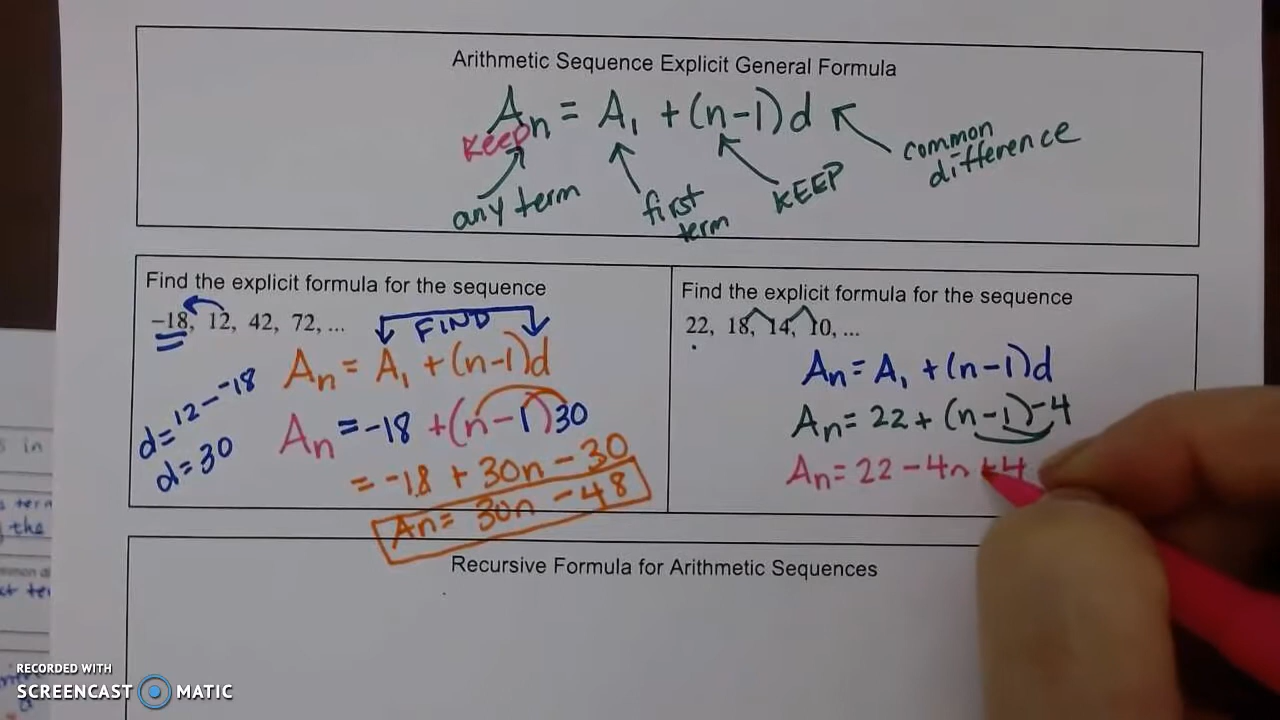 Arithmetic Sequence Explicit General Formula
An = A₁ + (n-1)d
keep
any term
first term
KEEP
common difference
Find the explicit formula for the sequence
-18, 12, 42, 72, ...
FIND
An = A₁ + (n-1)d
An = -18 + (n-1)30
= -18 + 30n - 30
An = 30n - 48
d = 12 - -18
d = 30
Find the explicit formula for the sequence
22, 18, 14, 10, ...
An = A₁ + (n-1)d
An = 22 + (n-1)-4
An = 22 - 4n + 4
Recursive Formula for Arithmetic Sequences
s in
the
RECORDED WITH
SCREENCAST MATIC